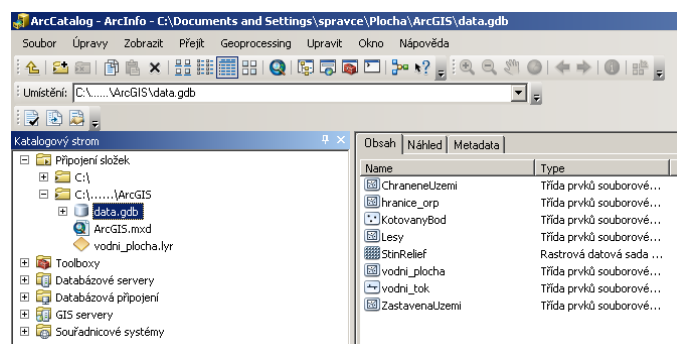 ArcCatalog - ArcInfo - C:\Documents and Settings\spravce\Plocha\ArcGIS\data.gdb
Soubor Úpravy Zobrazit Přejít Geoprocessing Upravit Okno Nápověda
Umístění: C:\......\ArcGIS\data.gdb
Katalogový strom
Připojení složek
C:\
C:\......\ArcGIS
data.gdb
ArcGIS.mxd
vodni_plocha.lyr
Toolboxy
Databázové servery
Databázová připojení
GIS servery
Souřadnicové systémy
Obsah Náhled Metadata
Name Type
ChraneneUzemi Třída prvků souborové...
hranice_orp Třída prvků souborové...
KotovanyBod Třída prvků souborové...
Lesy Třída prvků souborové...
StinRelief Rastrová datová sada ...
vodni_plocha Třída prvků souborové...
vodni_tok Třída prvků souborové...
ZastavenaUzemi Třída prvků souborové...